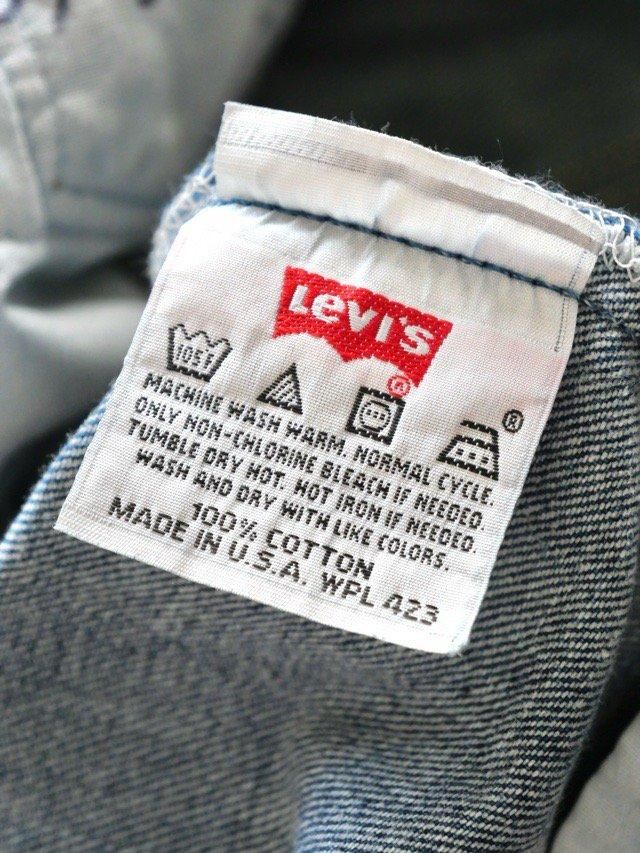 Levi's
®
105F
®
MACHINE WASH WARM. NORMAL CYCLE.
ONLY NON-CHLORINE BLEACH IF NEEDED.
TUMBLE DRY HOT. HOT IRON IF NEEDED.
WASH AND DRY WITH LIKE COLORS.
100% COTTON
MADE IN U.S.A. WPL 423